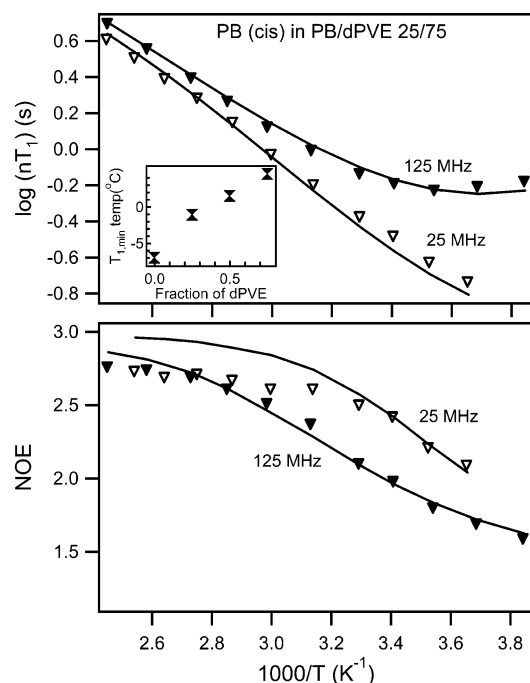 PB (cis) in PB/dPVE 25/75
log (nT₁) (s)
0.6
0.4
0.2
0.0
-0.2
-0.4
-0.6
-0.8
125 MHz
25 MHz
T₁,min temp(°C)
0
-5
0.0
0.5
Fraction of dPVE
NOE
3.0
2.5
2.0
1.5
25 MHz
125 MHz
2.6
2.8
3.0
3.2
3.4
3.6
3.8
1000/T (K⁻¹)